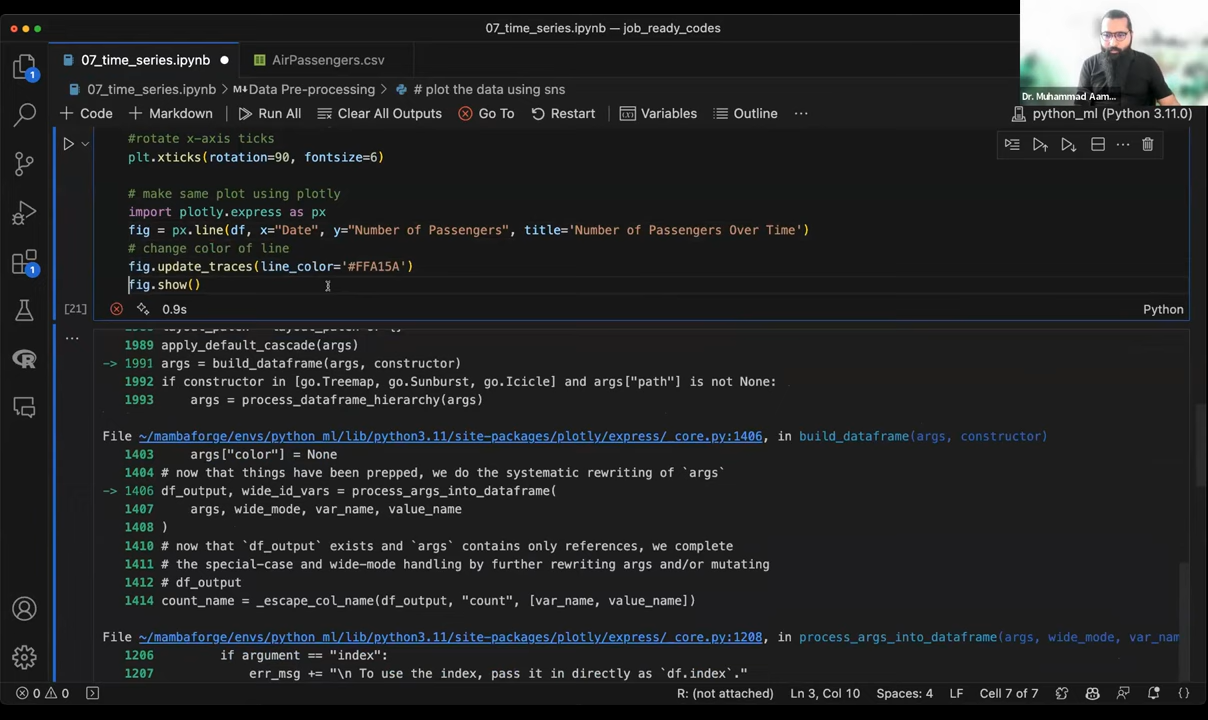 07_time_series.ipynb — job_ready_codes
07_time_series.ipynb
AirPassengers.csv
07_time_series.ipynb > M↓Data Pre-processing > # plot the data using sns
Dr. Muhammad Aam...
+ Code + Markdown Run All Clear All Outputs Go To Restart Variables Outline ... python_ml (Python 3.11.0)
#rotate x-axis ticks
plt.xticks(rotation=90, fontsize=6)
# make same plot using plotly
import plotly.express as px
fig = px.line(df, x="Date", y="Number of Passengers", title='Number of Passengers Over Time')
# change color of line
fig.update_traces(line_color='#FFA15A')
fig.show()
[21] 0.9s Python
1989 apply_default_cascade(args)
-> 1991 args = build_dataframe(args, constructor)
1992 if constructor in [go.Treemap, go.Sunburst, go.Icicle] and args["path"] is not None:
1993 args = process_dataframe_hierarchy(args)
File ~/mambaforge/envs/python_ml/lib/python3.11/site-packages/plotly/express/_core.py:1406, in build_dataframe(args, constructor)
1403 args["color"] = None
1404 # now that things have been prepped, we do the systematic rewriting of `args`
-> 1406 df_output, wide_id_vars = process_args_into_dataframe(
1407 args, wide_mode, var_name, value_name
1408 )
1410 # now that `df_output` exists and `args` contains only references, we complete
1411 # the special-case and wide-mode handling by further rewriting args and/or mutating
1412 # df_output
1414 count_name = _escape_col_name(df_output, "count", [var_name, value_name])
File ~/mambaforge/envs/python_ml/lib/python3.11/site-packages/plotly/express/_core.py:1208, in process_args_into_dataframe(args, wide_mode, var_nam
1206 if argument == "index":
1207 err_msg += "\n To use the index, pass it in directly as `df.index`."
0 0 R: (not attached) Ln 3, Col 10 Spaces: 4 LF Cell 7 of 7